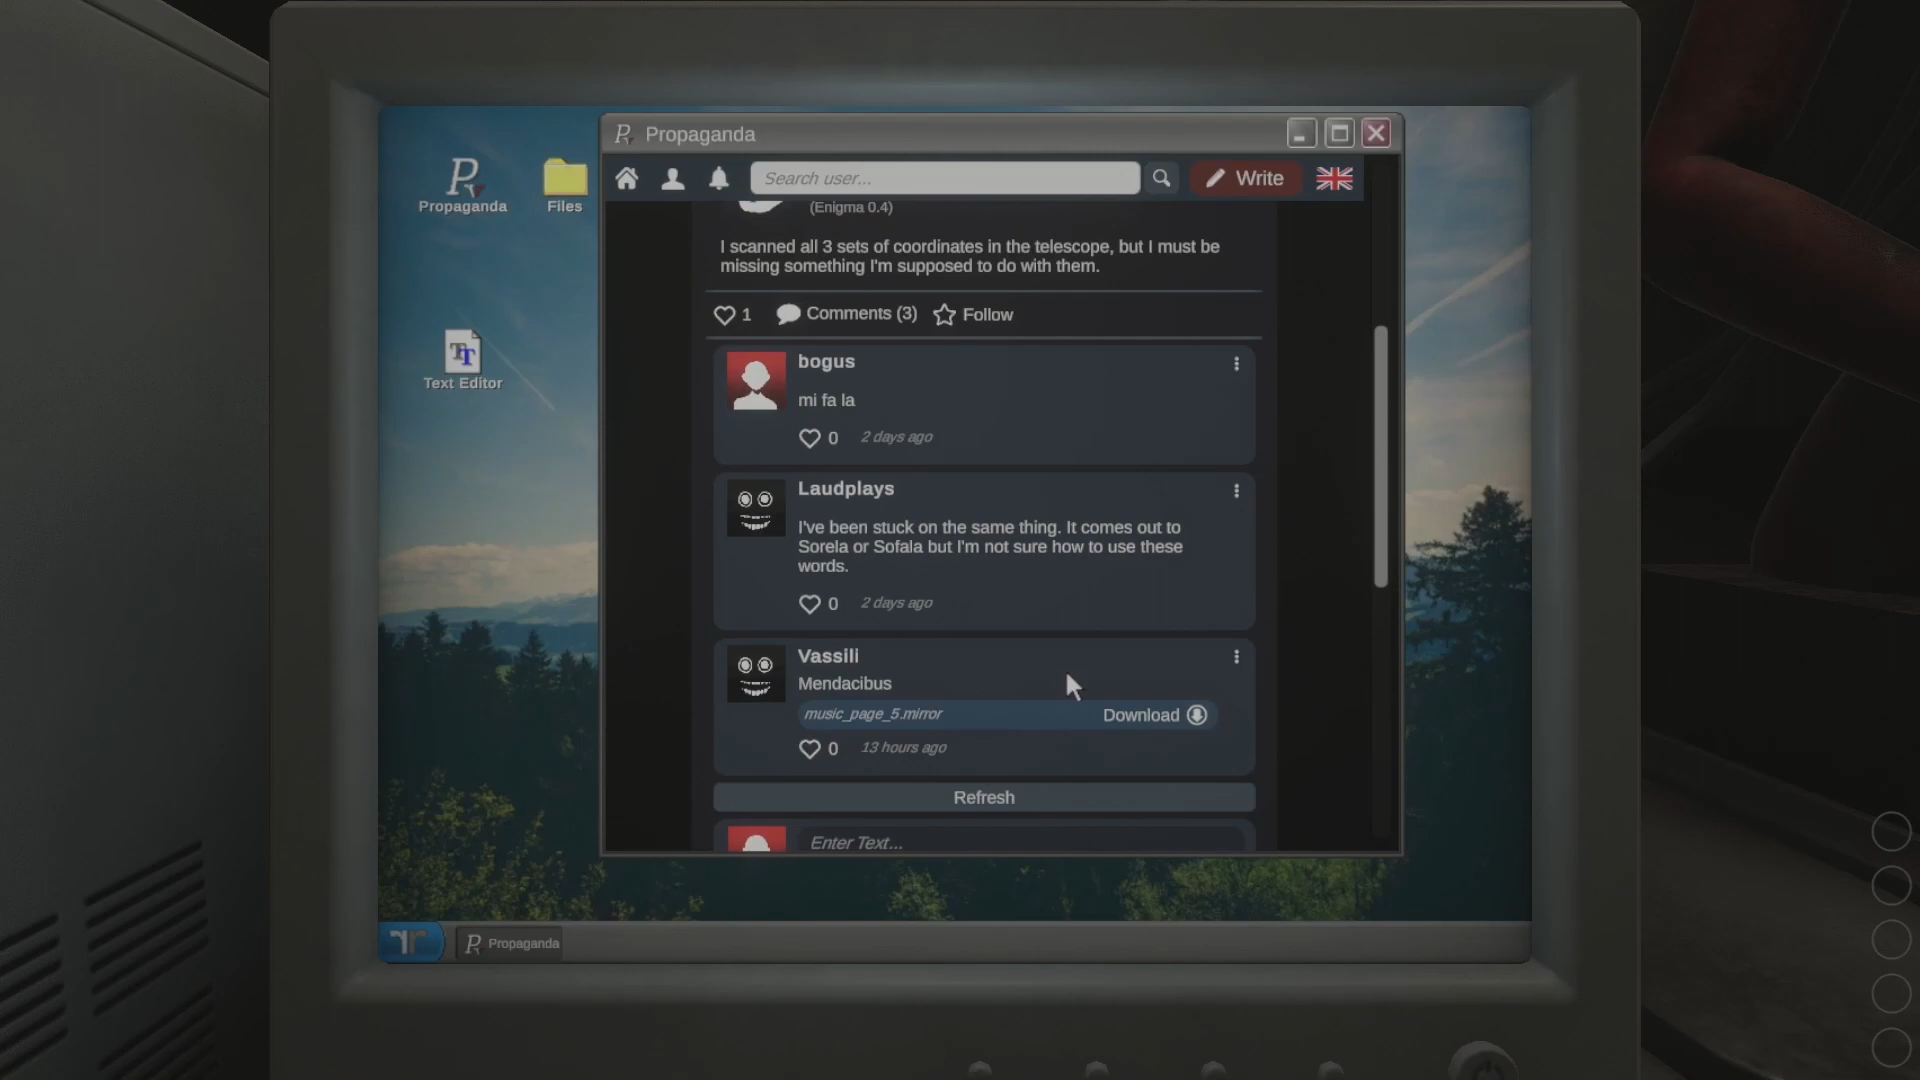 Propaganda
Search user...
Write
Propaganda
Files
(Enigma 0.4)
I scanned all 3 sets of coordinates in the telescope, but I must be
missing something I'm supposed to do with them.
1 Comments (3) Follow
bogus
mi fa la
0 2 days ago
Text Editor
Laudplays
I've been stuck on the same thing. It comes out to
Sorela or Sofala but I'm not sure how to use these
words.
0 2 days ago
Vassili
Mendacibus
music_page_5.mirror Download
0 13 hours ago
Refresh
Enter Text...
Propaganda